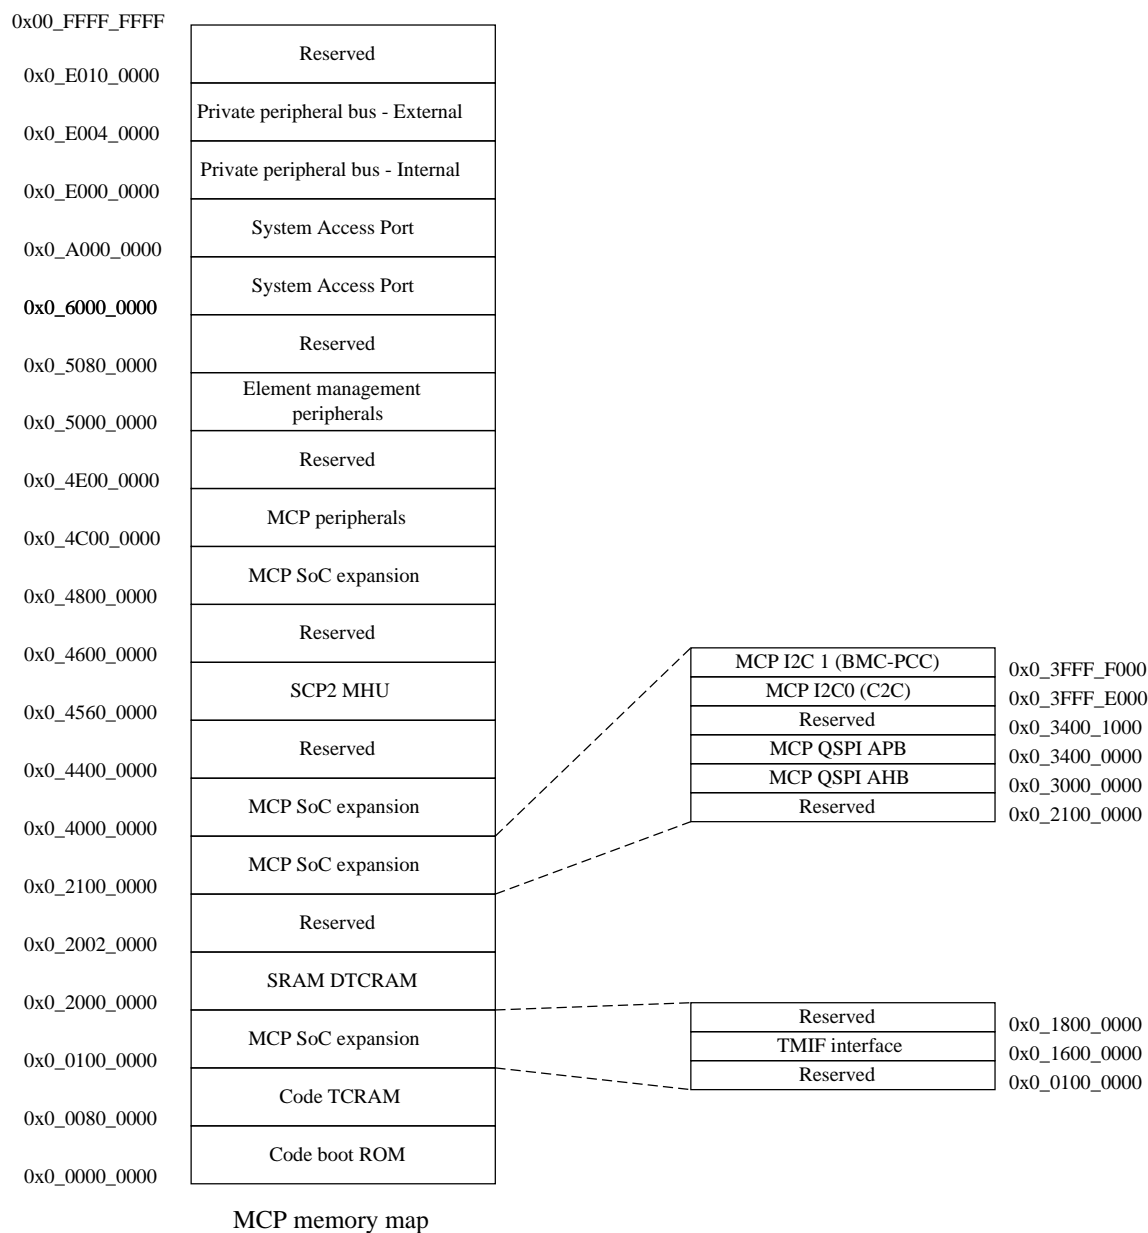 0x00_FFFF_FFFF
Reserved
0x0_E010_0000
Private peripheral bus - External
0x0_E004_0000
Private peripheral bus - Internal
0x0_E000_0000
System Access Port
0x0_A000_0000
System Access Port
0x0_6000_0000
Reserved
0x0_5080_0000
Element management
peripherals
0x0_5000_0000
Reserved
0x0_4E00_0000
MCP peripherals
0x0_4C00_0000
MCP SoC expansion
0x0_4800_0000
Reserved
0x0_4600_0000
SCP2 MHU
0x0_4560_0000
Reserved
0x0_4400_0000
MCP SoC expansion
0x0_4000_0000
MCP SoC expansion
0x0_2100_0000
Reserved
0x0_2002_0000
SRAM DTCRAM
0x0_2000_0000
MCP SoC expansion
0x0_0100_0000
Code TCRAM
0x0_0080_0000
Code boot ROM
0x0_0000_0000
MCP I2C 1 (BMC-PCC)
0x0_3FFF_F000
MCP I2C0 (C2C)
0x0_3FFF_E000
Reserved
0x0_3400_1000
MCP QSPI APB
0x0_3400_0000
MCP QSPI AHB
0x0_3000_0000
Reserved
0x0_2100_0000
Reserved
0x0_1800_0000
TMIF interface
0x0_1600_0000
Reserved
0x0_0100_0000
MCP memory map